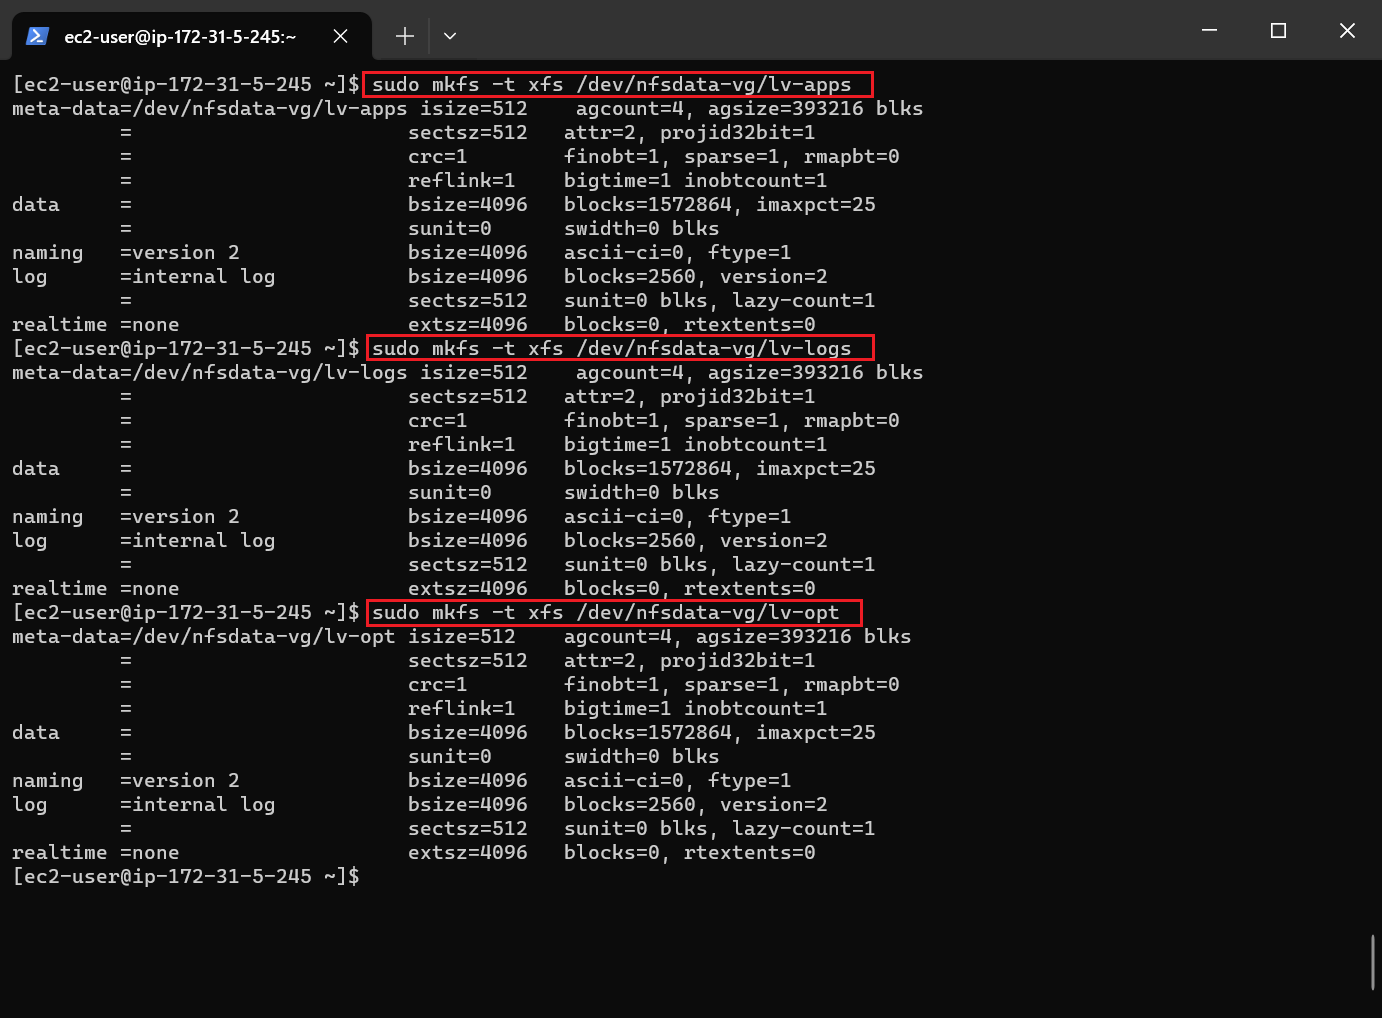 ec2-user@ip-172-31-5-245:~
[ec2-user@ip-172-31-5-245 ~]$ sudo mkfs -t xfs /dev/nfsdata-vg/lv-apps
meta-data=/dev/nfsdata-vg/lv-apps isize=512    agcount=4, agsize=393216 blks
         =                       sectsz=512   attr=2, projid32bit=1
         =                       crc=1        finobt=1, sparse=1, rmapbt=0
         =                       reflink=1    bigtime=1 inobtcount=1
data     =                       bsize=4096   blocks=1572864, imaxpct=25
         =                       sunit=0      swidth=0 blks
naming   =version 2              bsize=4096   ascii-ci=0, ftype=1
log      =internal log           bsize=4096   blocks=2560, version=2
         =                       sectsz=512   sunit=0 blks, lazy-count=1
realtime =none                   extsz=4096   blocks=0, rtextents=0
[ec2-user@ip-172-31-5-245 ~]$ sudo mkfs -t xfs /dev/nfsdata-vg/lv-logs
meta-data=/dev/nfsdata-vg/lv-logs isize=512    agcount=4, agsize=393216 blks
         =                       sectsz=512   attr=2, projid32bit=1
         =                       crc=1        finobt=1, sparse=1, rmapbt=0
         =                       reflink=1    bigtime=1 inobtcount=1
data     =                       bsize=4096   blocks=1572864, imaxpct=25
         =                       sunit=0      swidth=0 blks
naming   =version 2              bsize=4096   ascii-ci=0, ftype=1
log      =internal log           bsize=4096   blocks=2560, version=2
         =                       sectsz=512   sunit=0 blks, lazy-count=1
realtime =none                   extsz=4096   blocks=0, rtextents=0
[ec2-user@ip-172-31-5-245 ~]$ sudo mkfs -t xfs /dev/nfsdata-vg/lv-opt
meta-data=/dev/nfsdata-vg/lv-opt isize=512    agcount=4, agsize=393216 blks
         =                       sectsz=512   attr=2, projid32bit=1
         =                       crc=1        finobt=1, sparse=1, rmapbt=0
         =                       reflink=1    bigtime=1 inobtcount=1
data     =                       bsize=4096   blocks=1572864, imaxpct=25
         =                       sunit=0      swidth=0 blks
naming   =version 2              bsize=4096   ascii-ci=0, ftype=1
log      =internal log           bsize=4096   blocks=2560, version=2
         =                       sectsz=512   sunit=0 blks, lazy-count=1
realtime =none                   extsz=4096   blocks=0, rtextents=0
[ec2-user@ip-172-31-5-245 ~]$